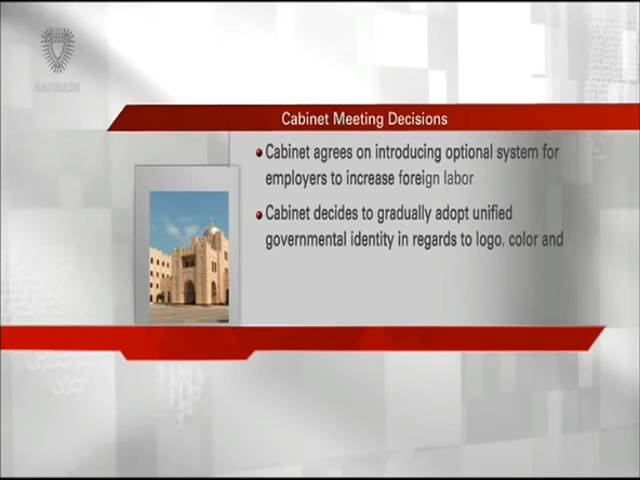 BAHRAIN
Cabinet Meeting Decisions
Cabinet agrees on introducing optional system for
employers to increase foreign labor
Cabinet decides to gradually adopt unified
governmental identity in regards to logo, color and